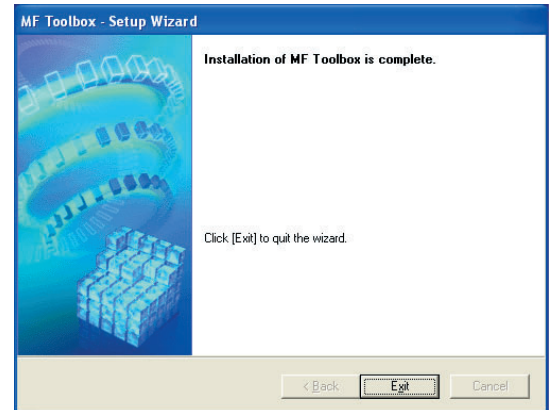 MF Toolbox - Setup Wizard
Installation of MF Toolbox is complete.
Click [Exit] to quit the wizard.
< Back
Exit
Cancel